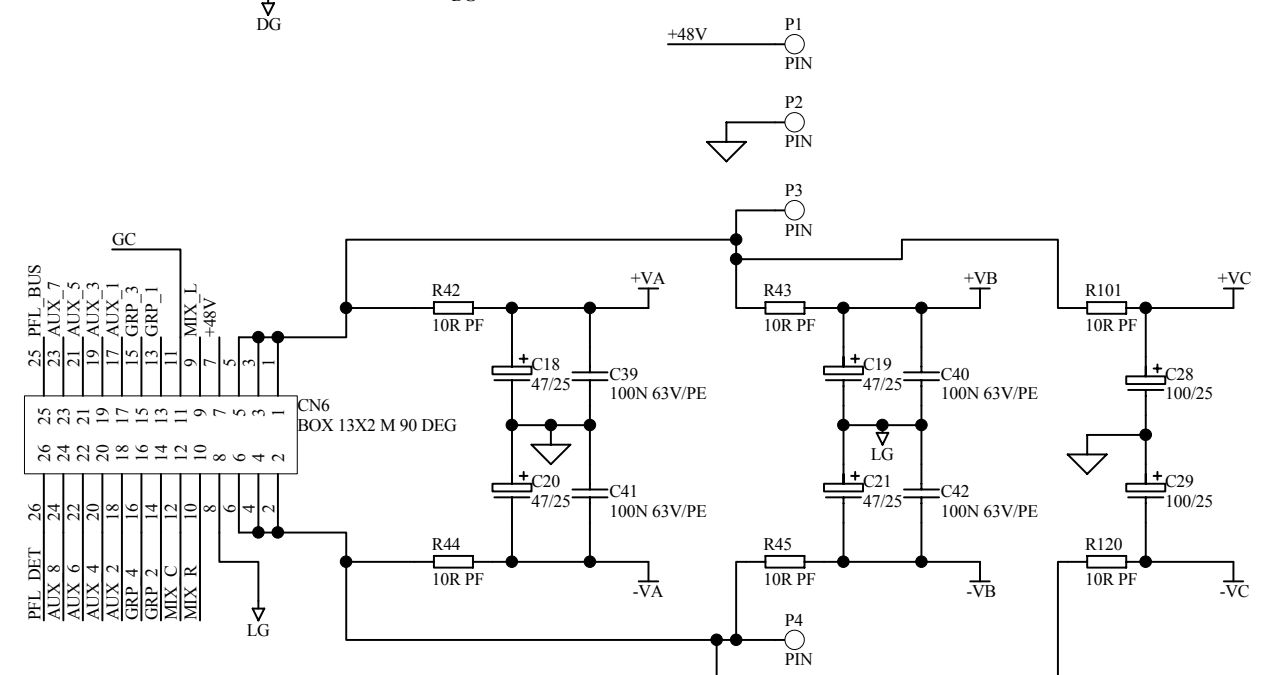 DG
+48V
P1
PIN
P2
PIN
P3
PIN
GC
PFL_BUS
AUX_7
AUX_5
AUX_3
AUX_1
GRP_3
GRP_1
MIX_L
+48V
25
23
21
19
17
15
13
11
9
7
5
3
1
CN6
BOX 13X2 M 90 DEG
25
23
21
19
17
15
13
11
9
7
5
3
1
26
24
22
20
18
16
14
12
10
8
6
4
2
26
24
22
20
18
16
14
12
10
8
6
4
2
PFL_DET
AUX_8
AUX_6
AUX_4
AUX_2
GRP_4
GRP_2
MIX_C
MIX_R
LG
R42
10R PF
+VA
C18
47/25
C39
100N 63V/PE
C20
47/25
C41
100N 63V/PE
R44
10R PF
-VA
R43
10R PF
+VB
C19
47/25
C40
100N 63V/PE
LG
C21
47/25
C42
100N 63V/PE
R45
10R PF
-VB
P4
PIN
R101
10R PF
+VC
C28
100/25
C29
100/25
R120
10R PF
-VC